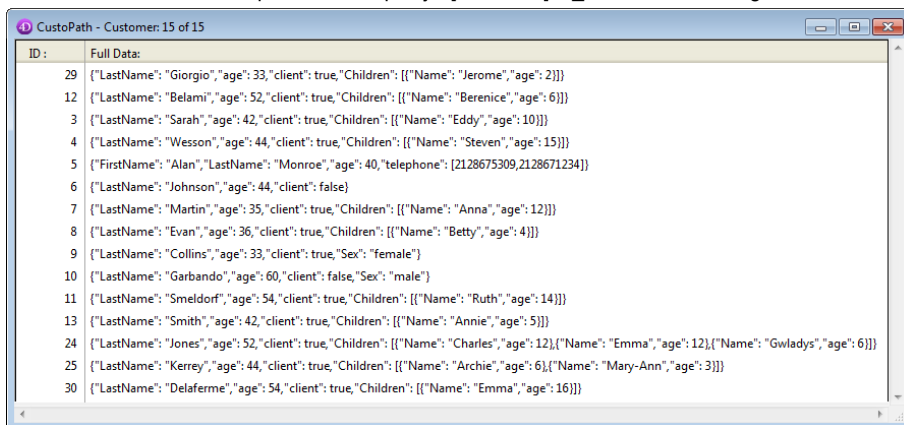 CustoPath - Customer: 15 of 15
ID : Full Data:
29 {"LastName": "Giorgio","age": 33,"client": true,"Children": [{"Name": "Jerome","age": 2}]}
12 {"LastName": "Belami","age": 52,"client": true,"Children": [{"Name": "Berenice","age": 6}]}
3 {"LastName": "Sarah","age": 42,"client": true,"Children": [{"Name": "Eddy","age": 10}]}
4 {"LastName": "Wesson","age": 44,"client": true,"Children": [{"Name": "Steven","age": 15}]}
5 {"FirstName": "Alan","LastName": "Monroe","age": 40,"telephone": [2128675309,2128671234]}
6 {"LastName": "Johnson","age": 44,"client": false}
7 {"LastName": "Martin","age": 35,"client": true,"Children": [{"Name": "Anna","age": 12}]}
8 {"LastName": "Evan","age": 36,"client": true,"Children": [{"Name": "Betty","age": 4}]}
9 {"LastName": "Collins","age": 33,"client": true,"Sex": "female"}
10 {"LastName": "Garbando","age": 60,"client": false,"Sex": "male"}
11 {"LastName": "Smeldorf","age": 54,"client": true,"Children": [{"Name": "Ruth","age": 14}]}
13 {"LastName": "Smith","age": 42,"client": true,"Children": [{"Name": "Annie","age": 5}]}
24 {"LastName": "Jones","age": 52,"client": true,"Children": [{"Name": "Charles","age": 12},{"Name": "Emma","age": 12},{"Name": "Gwladys","age": 6}]}
25 {"LastName": "Kerrey","age": 44,"client": true,"Children": [{"Name": "Archie","age": 6},{"Name": "Mary-Ann","age": 3}]}
30 {"LastName": "Delaferme","age": 54,"client": true,"Children": [{"Name": "Emma","age": 16}]}